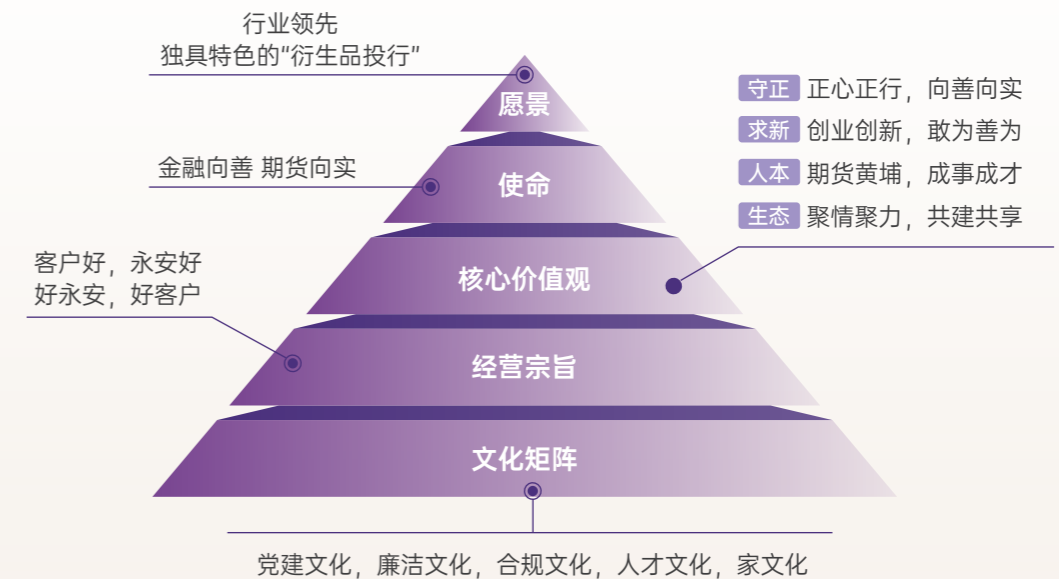 行业领先
独具特色的“衍生品投行”
愿景
守正 正心正行，向善向实
求新 创业创新，敢为善为
人本 期货黄埔，成事成才
生态 聚情聚力，共建共享
金融向善 期货向实
使命
核心价值观
客户好，永安好
好永安，好客户
经营宗旨
文化矩阵
党建文化，廉洁文化，合规文化，人才文化，家文化